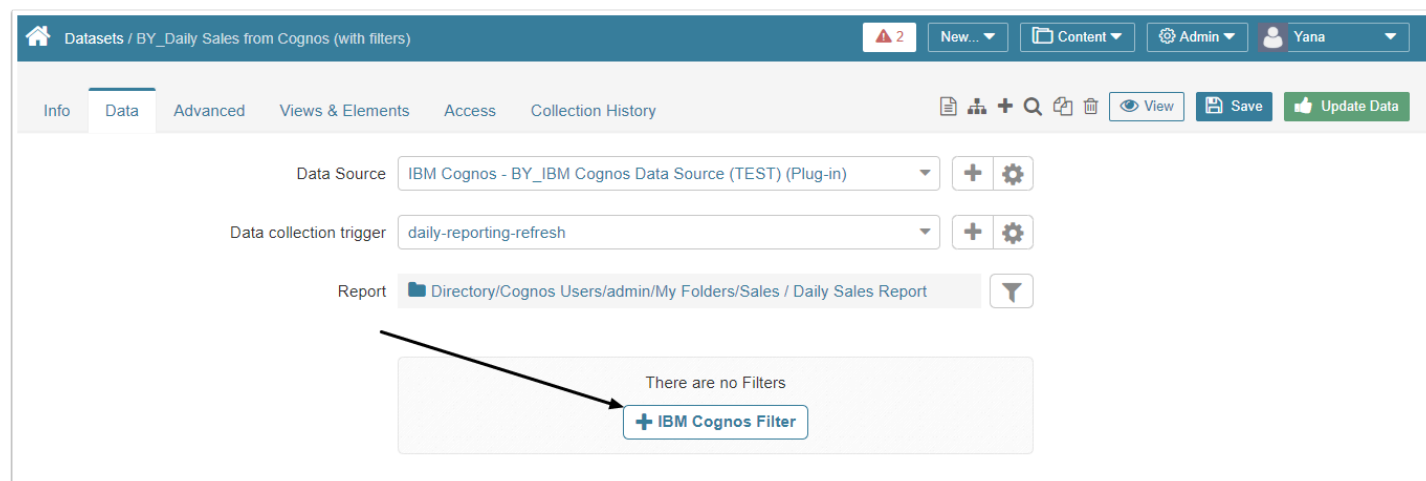 Datasets / BY_Daily Sales from Cognos (with filters) 2 New... Content Admin Yana
Info Data Advanced Views & Elements Access Collection History View Save Update Data
Data Source IBM Cognos - BY_IBM Cognos Data Source (TEST) (Plug-in)
Data collection trigger daily-reporting-refresh
Report Directory/Cognos Users/admin/My Folders/Sales / Daily Sales Report
There are no Filters
IBM Cognos Filter